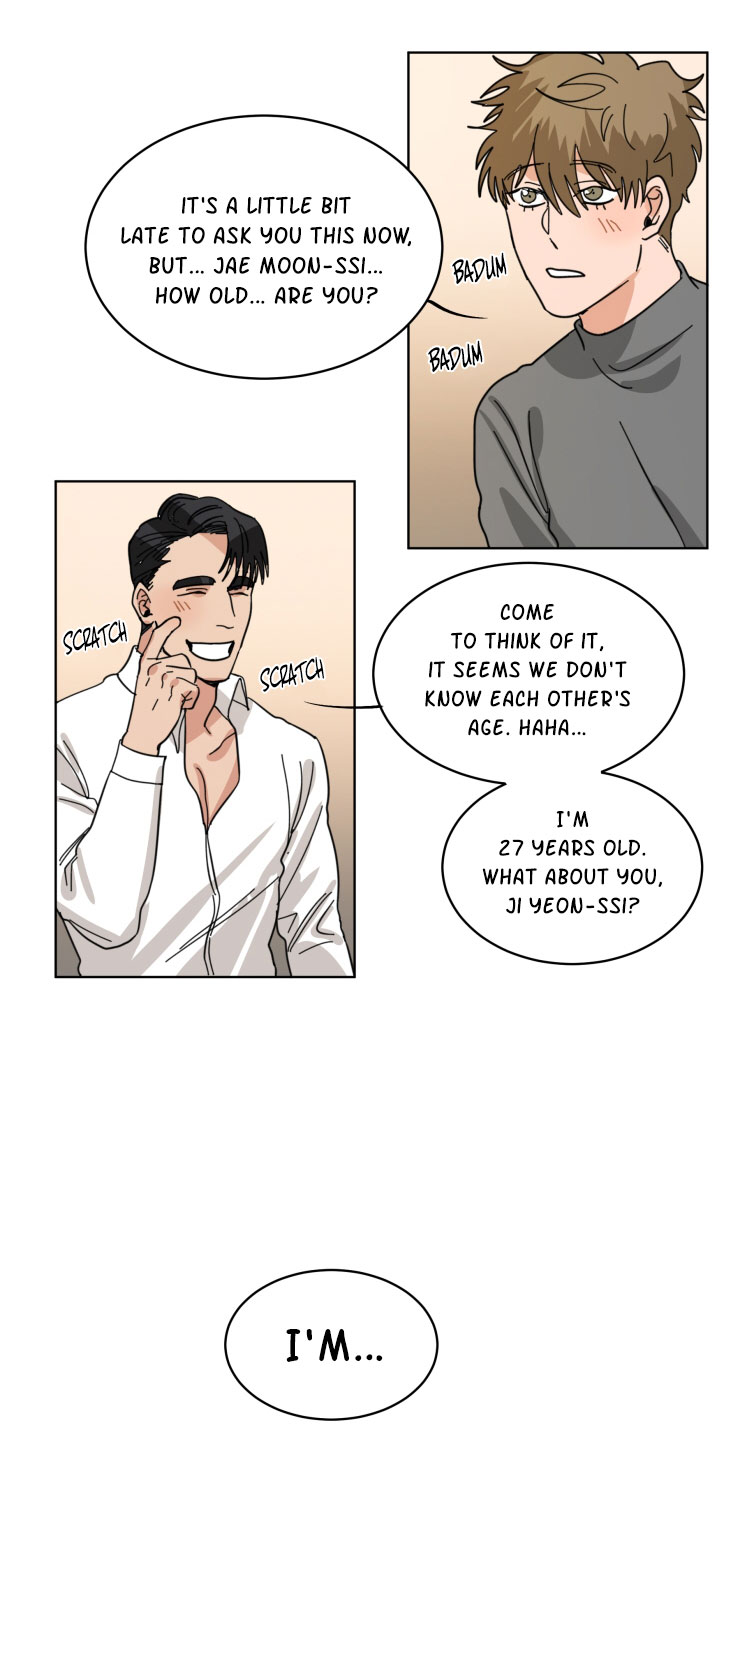 IT'S A LITTLE BIT
LATE TO ASK YOU THIS NOW,
BUT... JAE MOON-SSI...
HOW OLD... ARE YOU?
BADUM
BADUM
SCRATCH
SCRATCH
COME
TO THINK OF IT,
IT SEEMS WE DON'T
KNOW EACH OTHER'S
AGE. HAHA...
I'M
27 YEARS OLD.
WHAT ABOUT YOU,
JI YEON-SSI?
I'M...